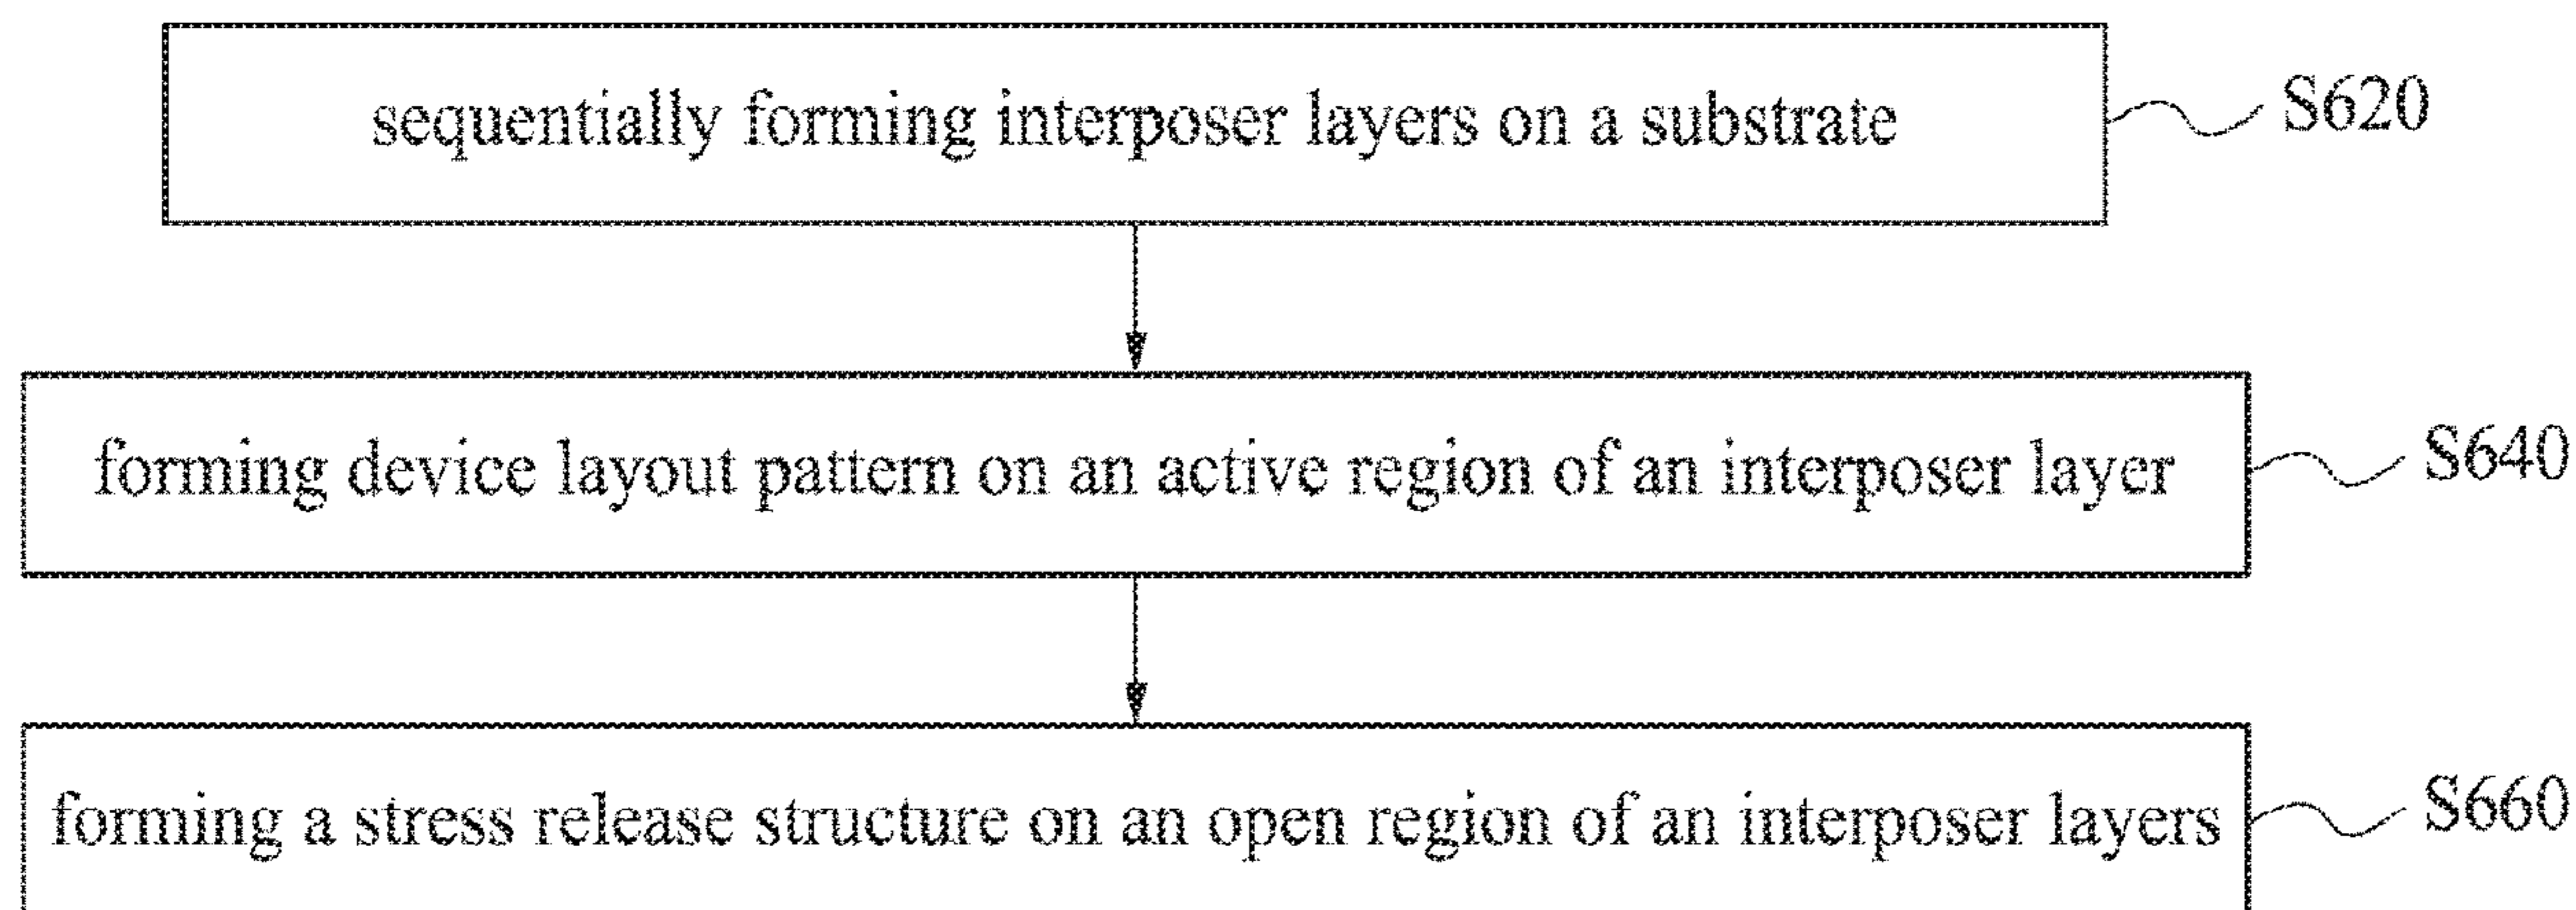 sequentially forming interposer layers on a substrate
S620
forming device layout pattern on an active region of an interposer layer
S640
forming a stress release structure on an open region of an interposer layers
S660